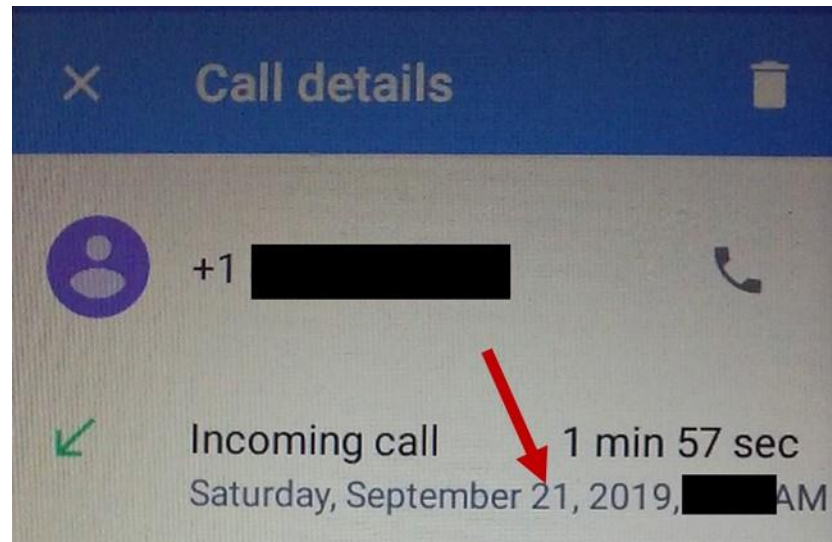 Call details
+1
Incoming call 1 min 57 sec
Saturday, September 21, 2019, AM